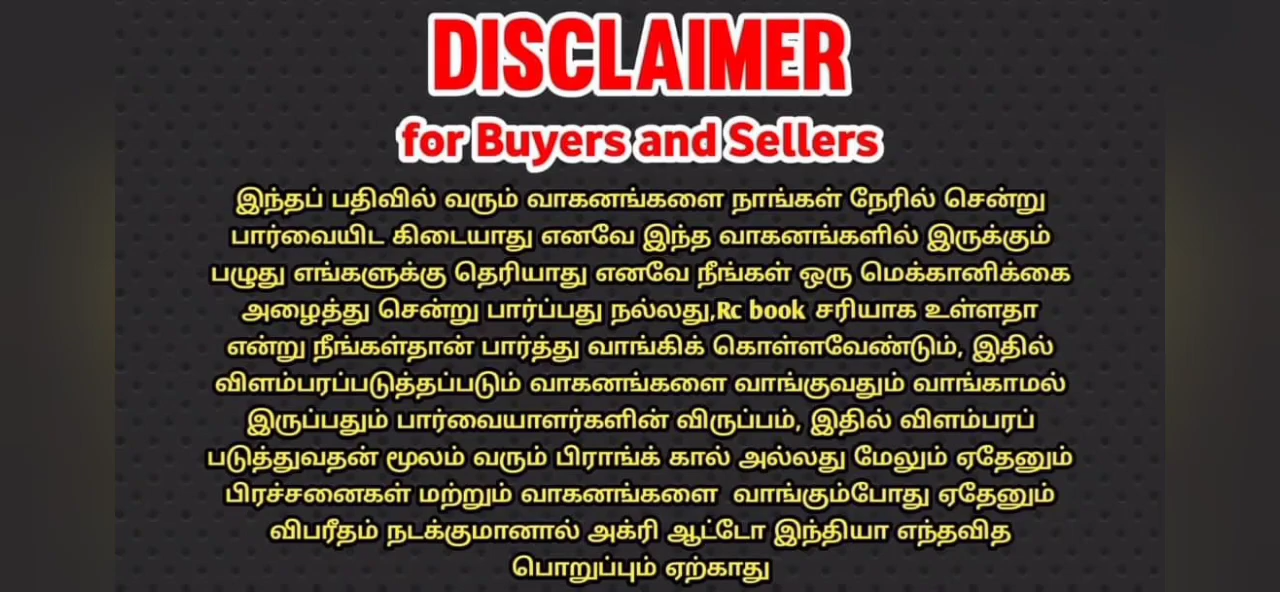 DISCLAIMER
for Buyers and Sellers
இந்தப் பதிவில் வரும் வாகனங்களை நாங்கள் நேரில் சென்று
பார்வையிட கிடையாது எனவே இந்த வாகனங்களில் இருக்கும்
பழுது எங்களுக்கு தெரியாது எனவே நீங்கள் ஒரு மெக்கானிக்கை
அழைத்து சென்று பார்ப்பது நல்லது,Rc book சரியாக உள்ளதா
என்று நீங்கள்தான் பார்த்து வாங்கிக் கொள்ளவேண்டும், இதில்
விளம்பரப்படுத்தப்படும் வாகனங்களை வாங்குவதும் வாங்காமல்
இருப்பதும் பார்வையாளர்களின் விருப்பம், இதில் விளம்பரப்
படுத்துவதன் மூலம் வரும் பிராங்க் கால் அல்லது மேலும் ஏதேனும்
பிரச்சனைகள் மற்றும் வாகனங்களை வாங்கும்போது ஏதேனும்
விபரீதம் நடக்குமானால் அக்ரி ஆட்டோ இந்தியா எந்தவித
பொறுப்பும் ஏற்காது